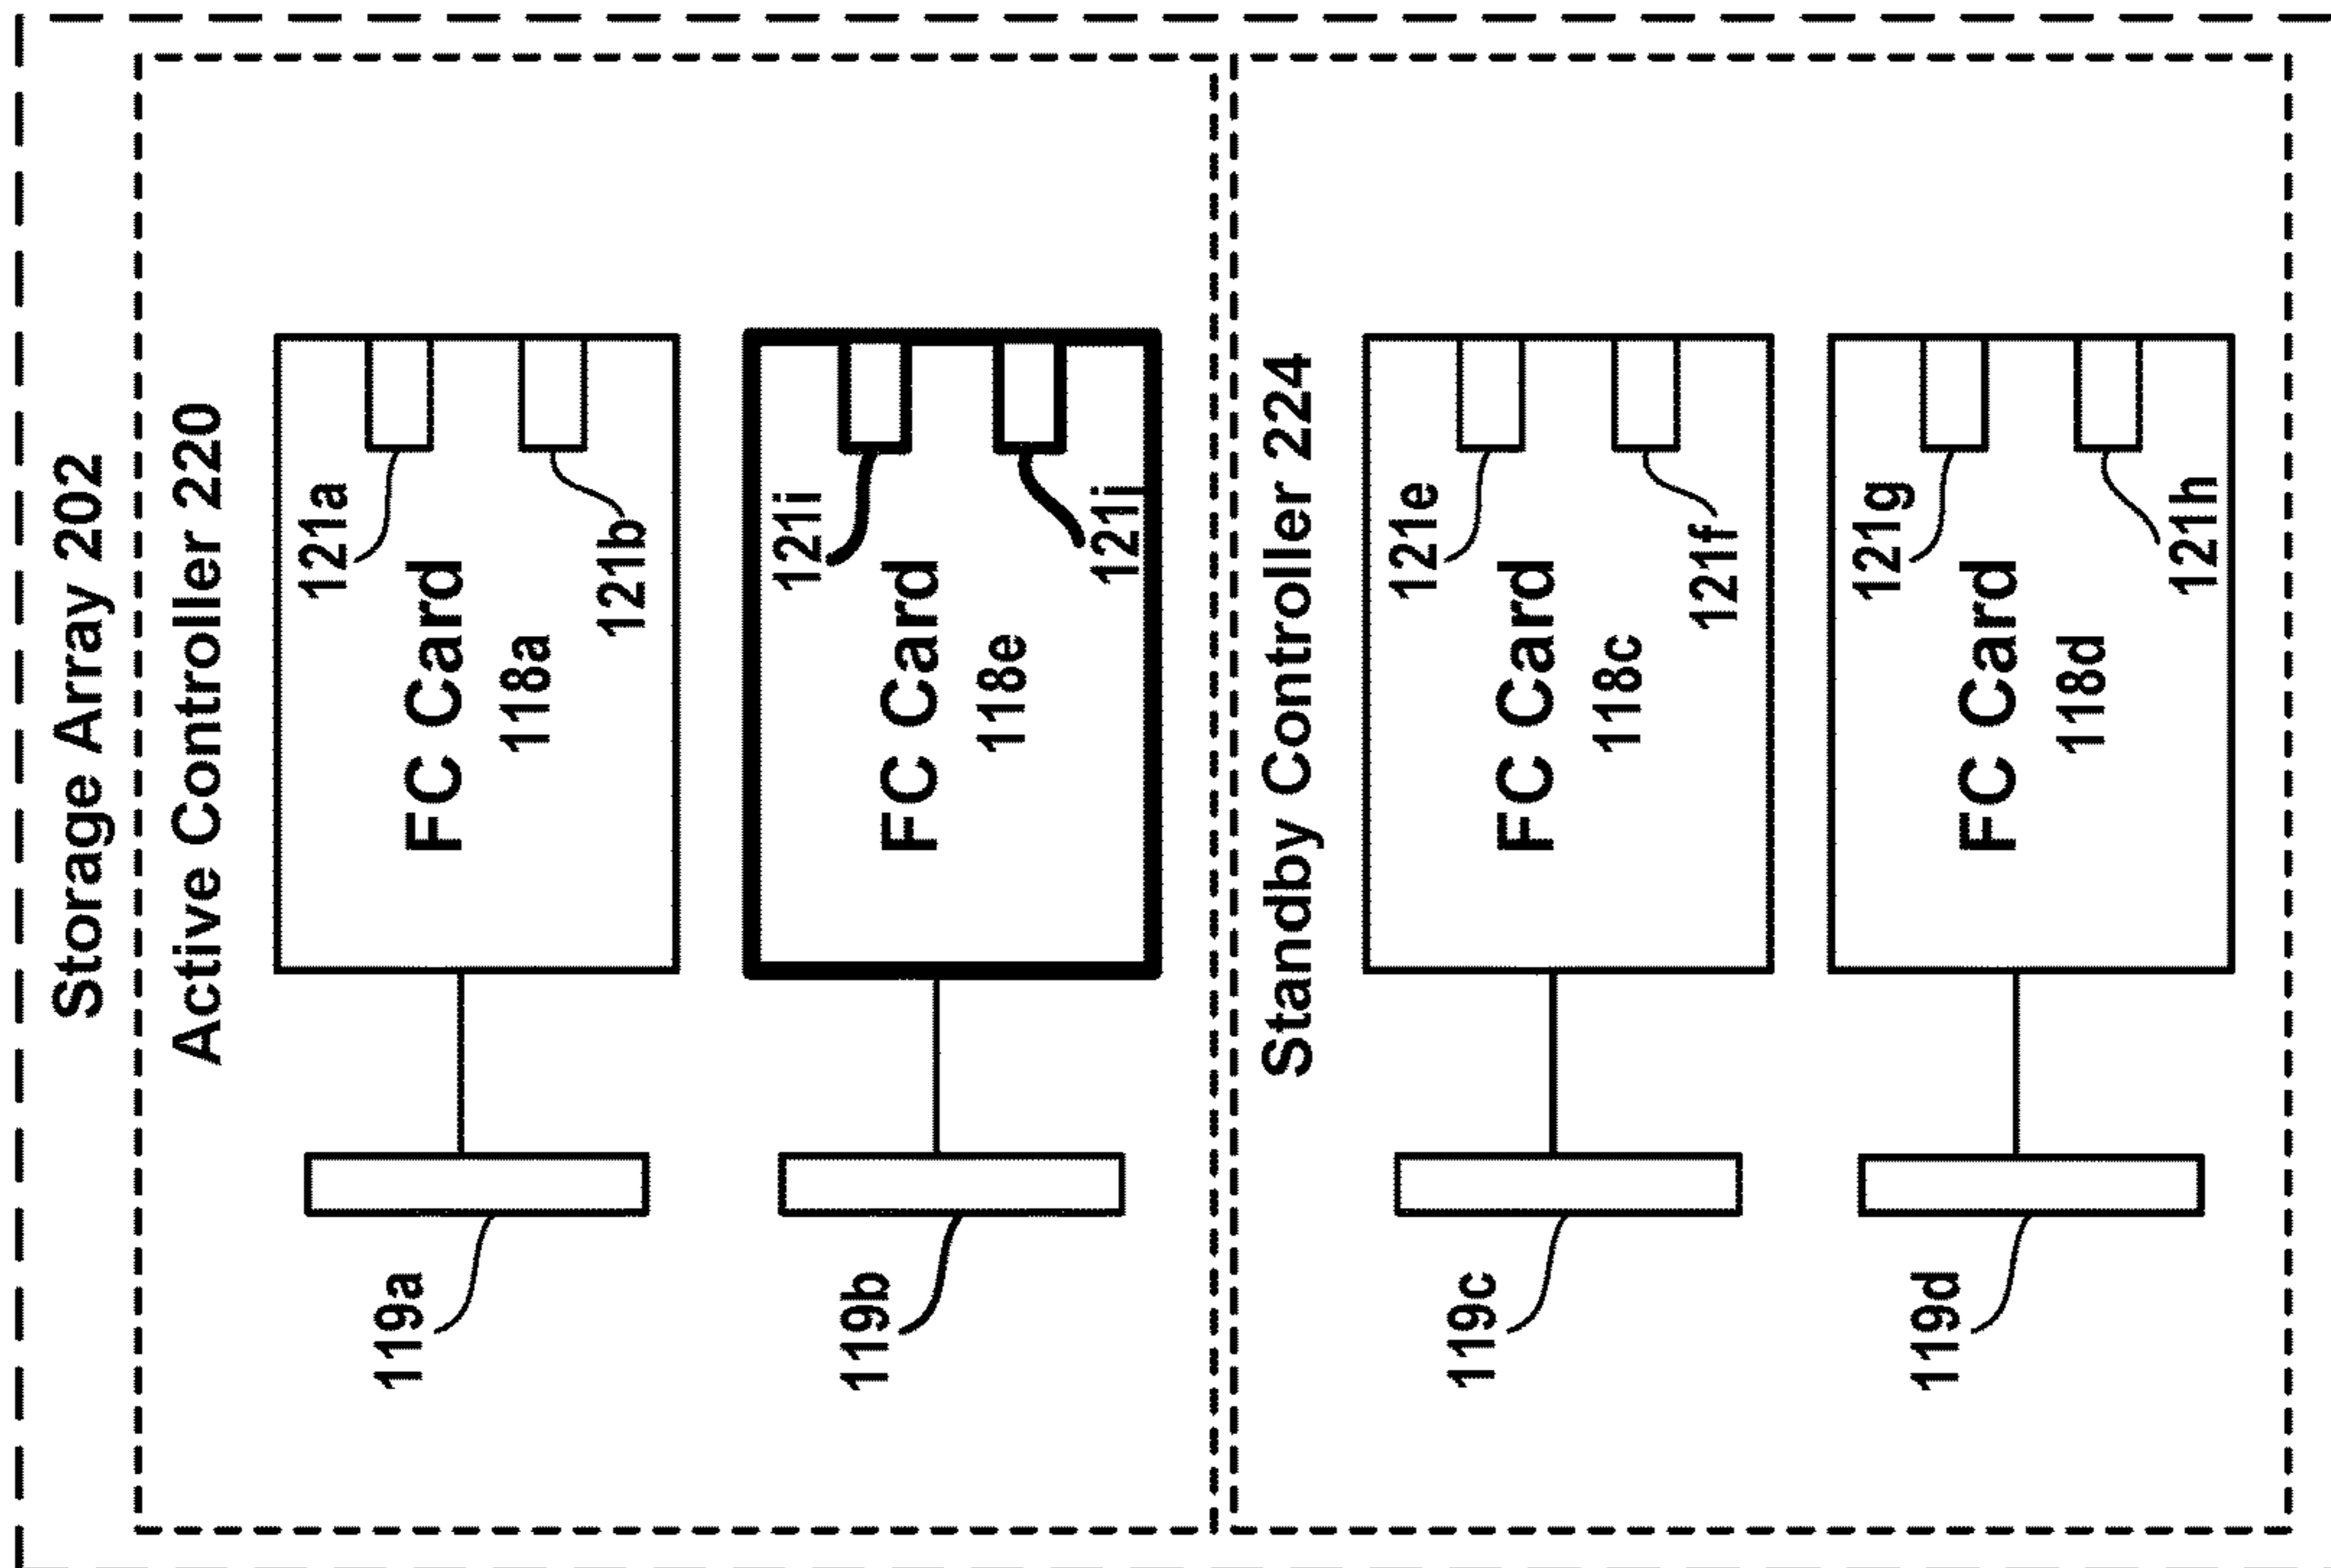 Storage Array 202
Active Controller 220
119a
FC Card
118a
121a
121b
119b
FC Card
118e
121i
121j
Standby Controller 224
119c
FC Card
118c
121e
121f
119d
FC Card
118d
121g
121h